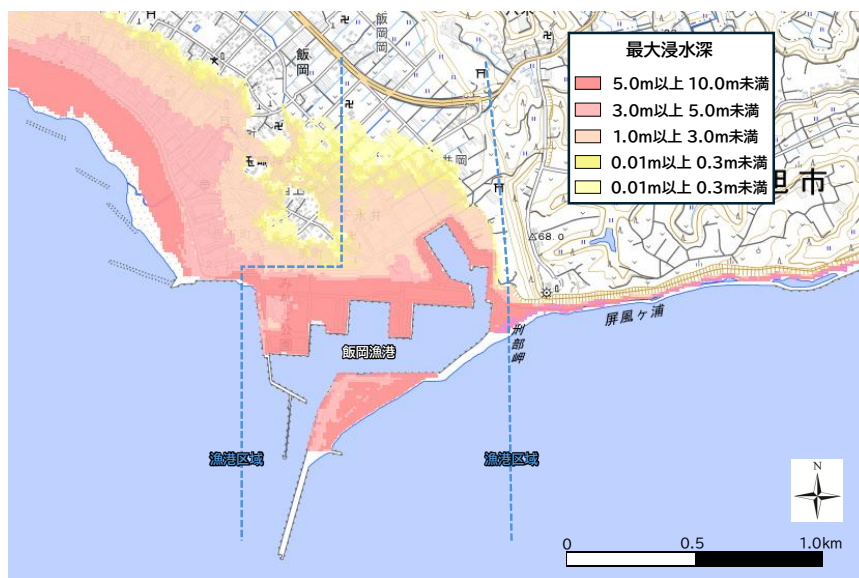 飯岡
飯岡
最大浸水深
5.0m以上 10.0m未満
3.0m以上 5.0m未満
1.0m以上 3.0m未満
0.01m以上 0.3m未満
0.01m以上 0.3m未満
旭市
68.0
屏風ケ浦
刑部岬
飯岡漁港
漁港区域
漁港区域
N
0 0.5 1.0km